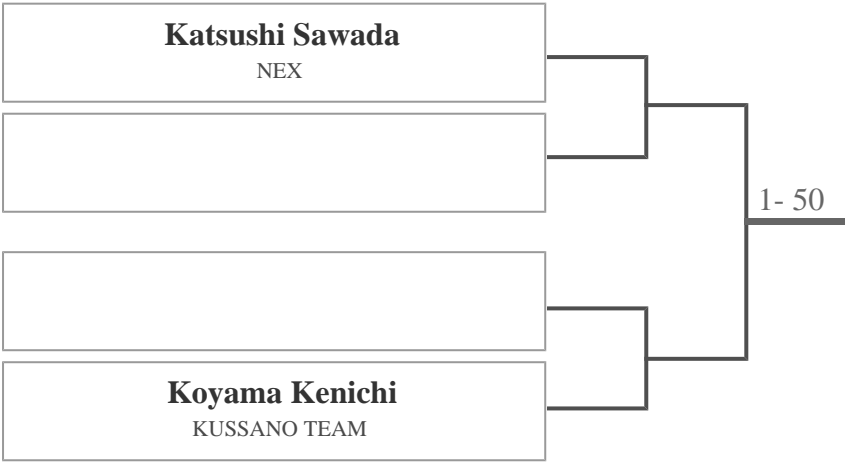 Katsushi Sawada
NEX
1- 50
Koyama Kenichi
KUSSANO TEAM